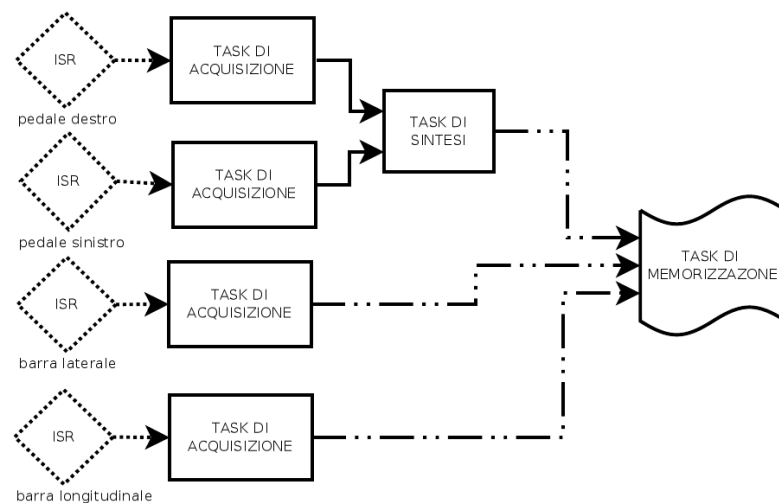 ISR
TASK DI
ACQUISIZIONE
pedale destro
TASK DI
SINTESI
ISR
TASK DI
ACQUISIZIONE
pedale sinistro
TASK DI
MEMORIZZAZONE
ISR
TASK DI
ACQUISIZIONE
barra laterale
ISR
TASK DI
ACQUISIZIONE
barra longitudinale